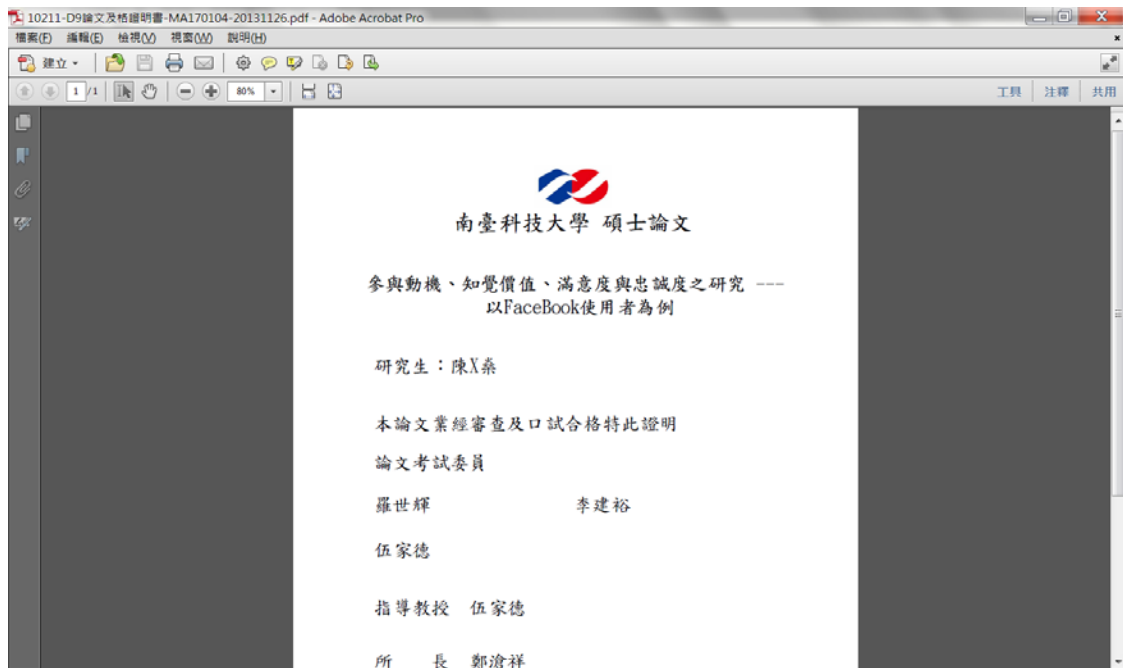 10211-D9論文及格證明書-MA170104-20131126.pdf - Adobe Acrobat Pro
檔案(F) 編輯(E) 檢視(V) 視窗(W) 說明(H)
建立
1 / 1 80% 工具 注釋 共用
南臺科技大學 碩士論文
參與動機、知覺價值、滿意度與忠誠度之研究 ---
以FaceBook使用者為例
研究生：陳X燊
本論文業經審查及口試合格特此證明
論文考試委員
羅世輝 李建裕
伍家德
指導教授 伍家德
所 長 鄭滄祥